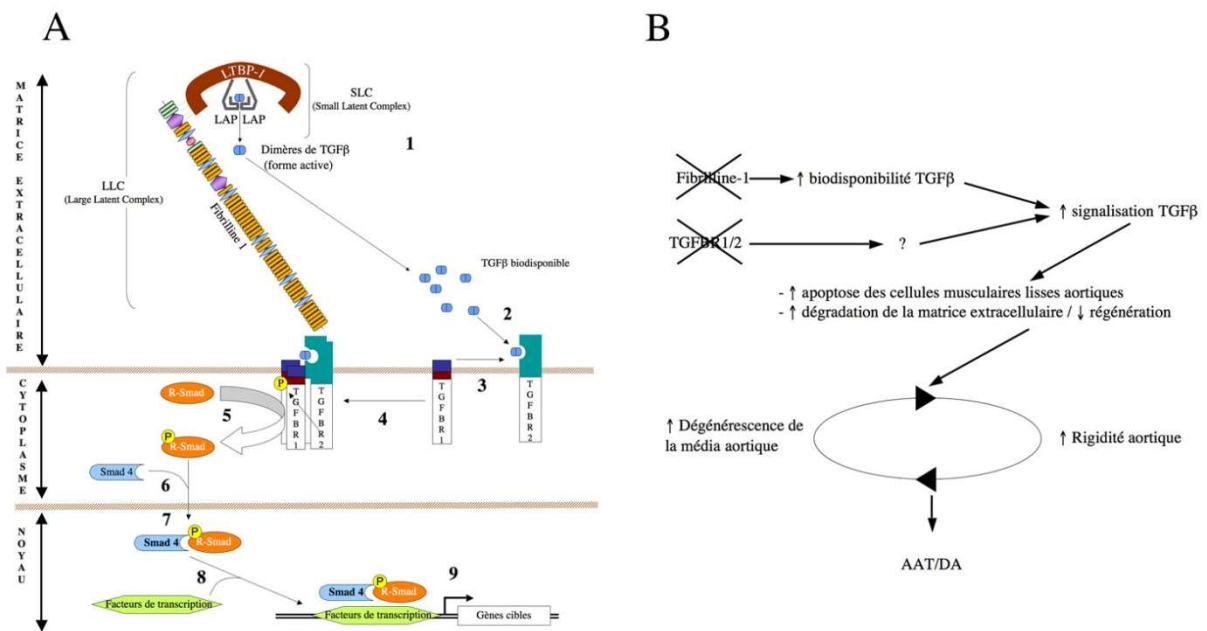 A
MATRICE EXTRACELLULAIRE
LTBP-1
LAP LAP
SLC
(Small Latent Complex)
1
Dimères de TGFβ
(forme active)
LLC
(Large Latent Complex)
Fibrilline 1
TGFβ biodisponible
2
3
CYTOPLASME
R-Smad
P
TGFBR1
TGFBR2
4
TGFBR1
TGFBR2
5
P
R-Smad
Smad 4
6
NOYAU
7
P
Smad 4
R-Smad
8
Facteurs de transcription
P
Smad 4
R-Smad
9
Facteurs de transcription
Gènes cibles
B
Fibrilline-1
↑ biodisponibilité TGFβ
↑ signalisation TGFβ
TGFBR1/2
?
- ↑ apoptose des cellules musculaires lisses aortiques
- ↑ dégradation de la matrice extracellulaire / ↓ régénération
↑ Dégénérescence de
la média aortique
↑ Rigidité aortique
AAT/DA